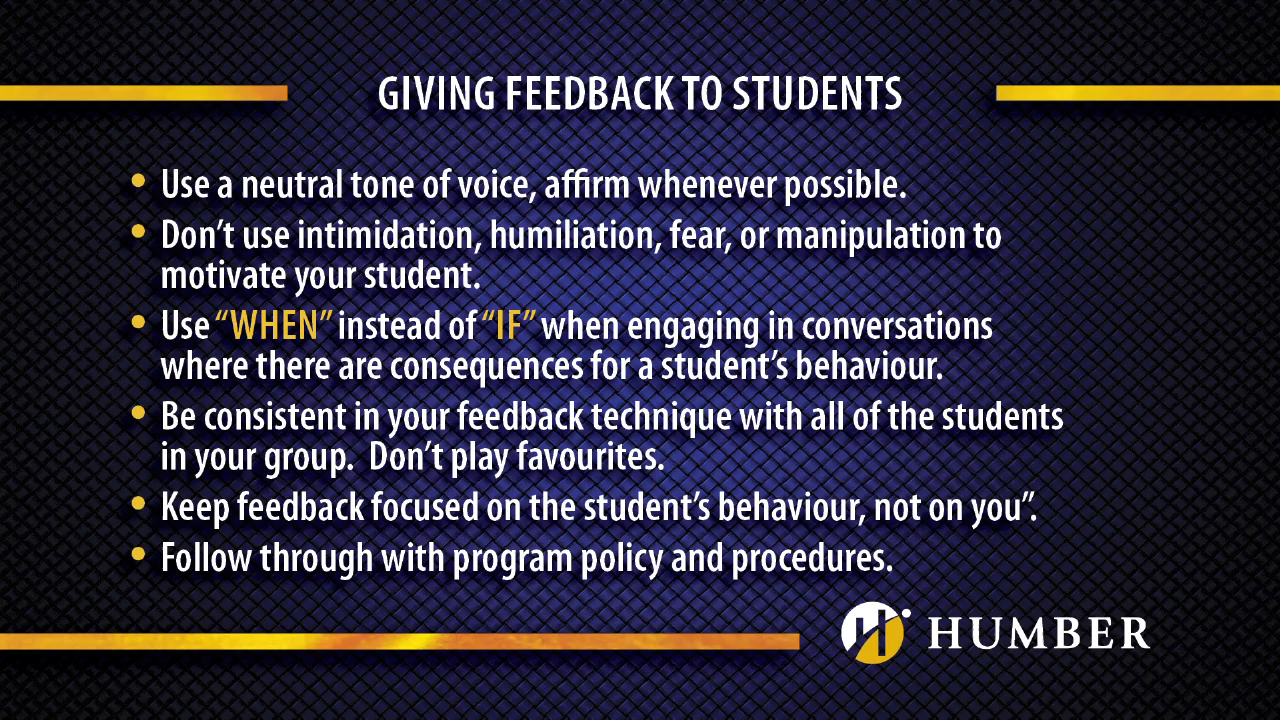 GIVING FEEDBACK TO STUDENTS
• Use a neutral tone of voice, affirm whenever possible.
• Don’t use intimidation, humiliation, fear, or manipulation to
motivate your student.
• Use “WHEN” instead of “IF” when engaging in conversations
where there are consequences for a student’s behaviour.
• Be consistent in your feedback technique with all of the students
in your group.  Don’t play favourites.
• Keep feedback focused on the student’s behaviour, not on you”.
• Follow through with program policy and procedures.
HUMBER